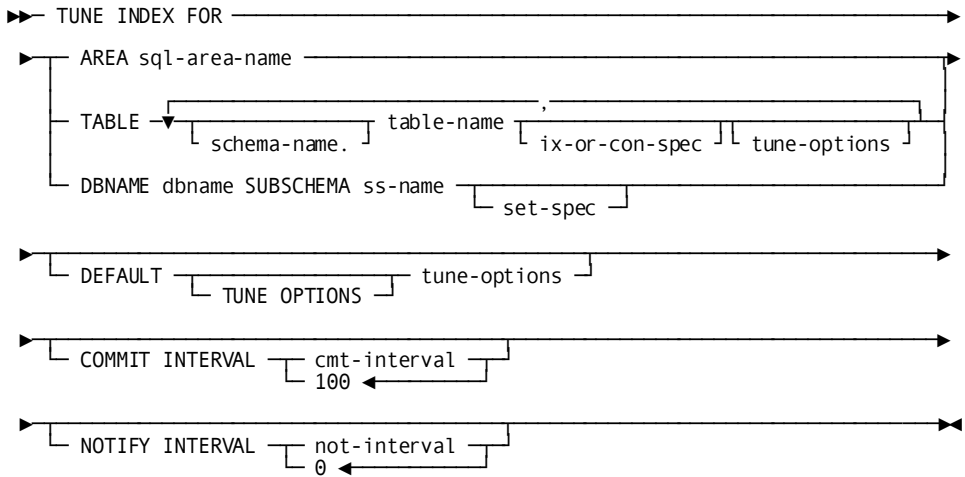 TUNE INDEX FOR
AREA sql-area-name
,
TABLE table-name
schema-name. ix-or-con-spec tune-options
DBNAME dbname SUBSCHEMA ss-name
set-spec
DEFAULT tune-options
TUNE OPTIONS
COMMIT INTERVAL cmt-interval
100
NOTIFY INTERVAL not-interval
0